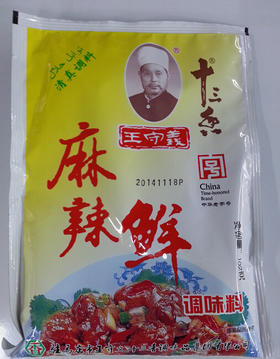 清真调料
十三香
®
王守義
®
麻辣鲜
China
Time-honored
Brand
中华老字号
20141118P
调味料